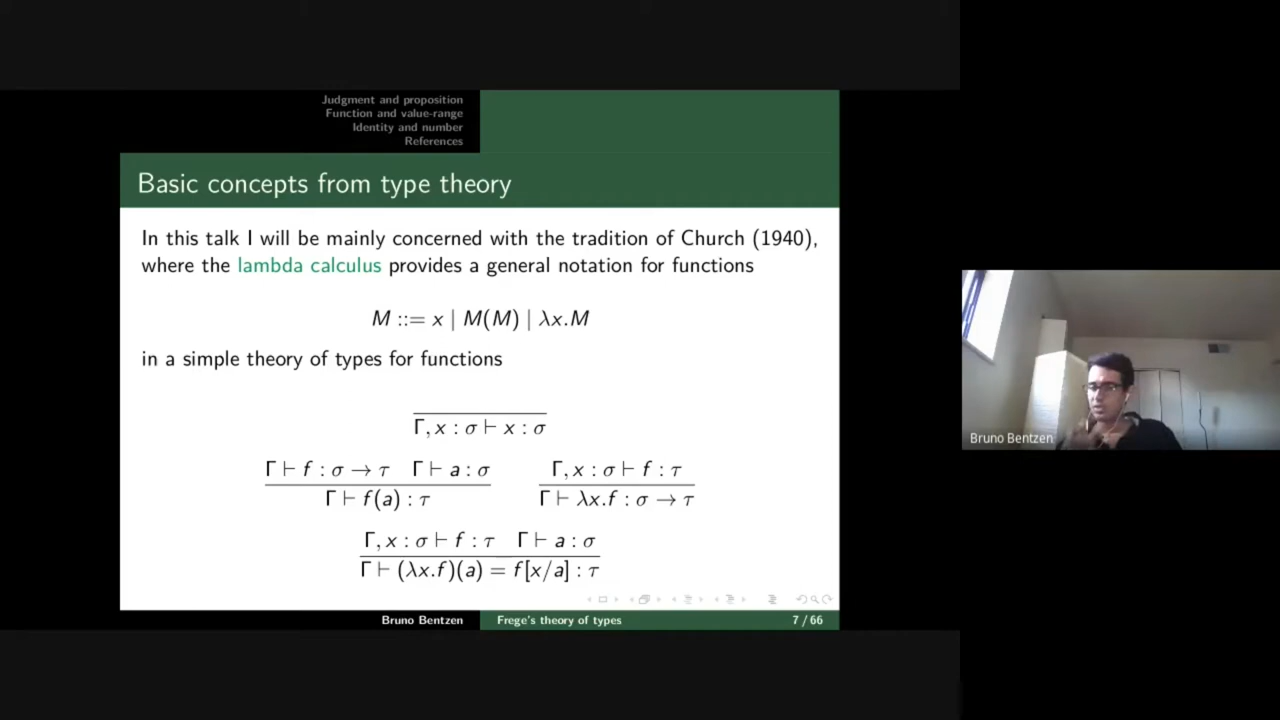 Judgment and proposition
Function and value-range
Identity and number
References
Basic concepts from type theory
In this talk I will be mainly concerned with the tradition of Church (1940),
where the lambda calculus provides a general notation for functions
M ::= x | M(M) | λx.M
in a simple theory of types for functions
Γ, x : σ ⊢ x : σ
Γ ⊢ f : σ → τ Γ ⊢ a : σ
Γ ⊢ f(a) : τ
Γ, x : σ ⊢ f : τ
Γ ⊢ λx.f : σ → τ
Γ, x : σ ⊢ f : τ Γ ⊢ a : σ
Γ ⊢ (λx.f)(a) = f[x/a] : τ
Bruno Bentzen Frege's theory of types 7 / 66
Bruno Bentzen